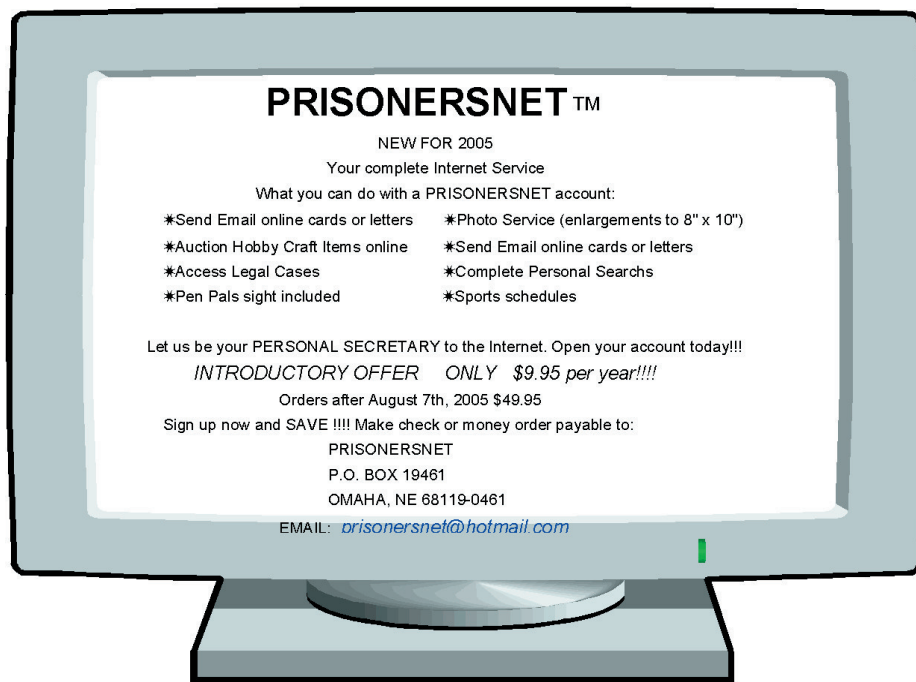 PRISONERSNET TM
NEW FOR 2005
Your complete Internet Service
What you can do with a PRISONERSNET account:
✷Send Email online cards or letters ✷Photo Service (enlargements to 8" x 10")
✷Auction Hobby Craft Items online ✷Send Email online cards or letters
✷Access Legal Cases ✷Complete Personal Searchs
✷Pen Pals sight included ✷Sports schedules
Let us be your PERSONAL SECRETARY to the Internet. Open your account today!!!
INTRODUCTORY OFFER ONLY $9.95 per year!!!!
Orders after August 7th, 2005 $49.95
Sign up now and SAVE !!!! Make check or money order payable to:
PRISONERSNET
P.O. BOX 19461
OMAHA, NE 68119-0461
EMAIL: prisonersnet@hotmail.com